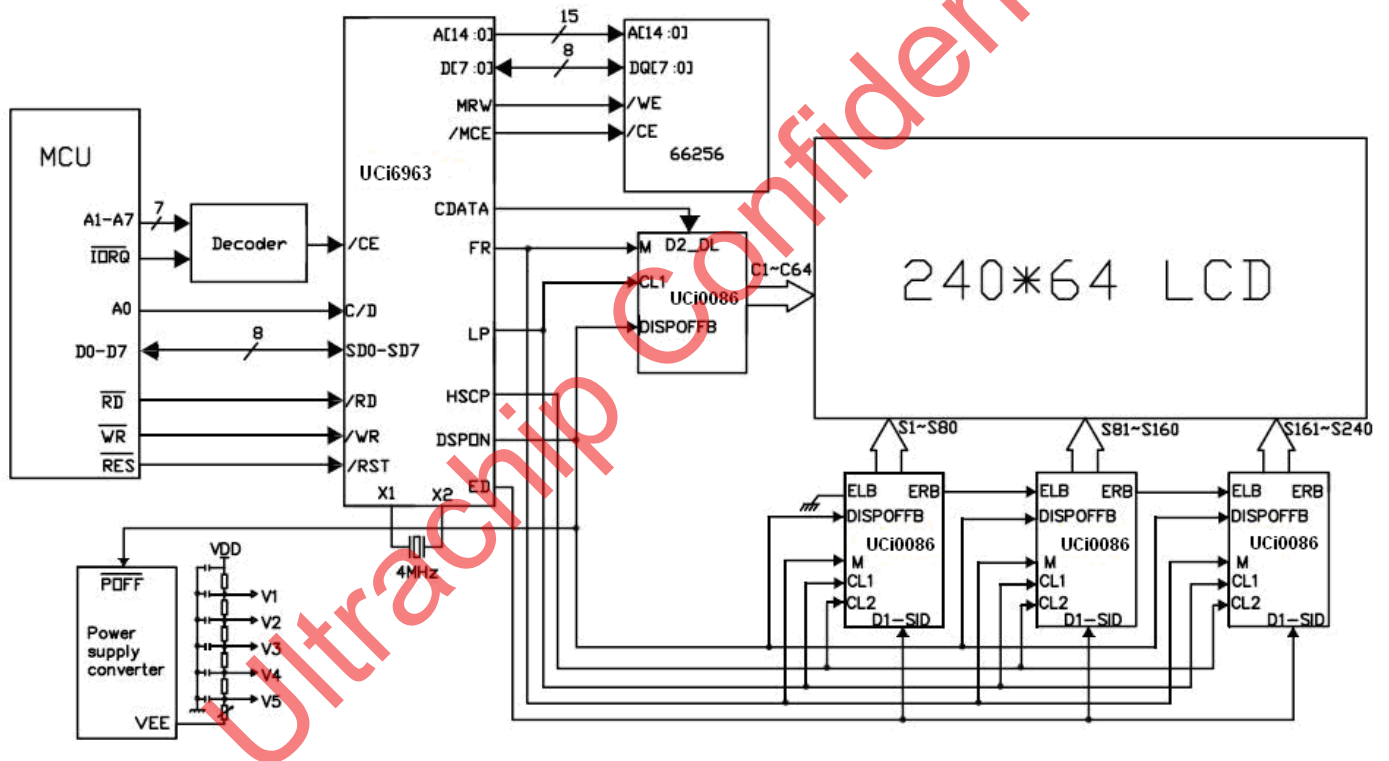 MCU
A1-A7
7
IORQ
A0
D0-D7
8
RD
WR
RES
Decoder
UCi6963
/CE
C/D
SD0-SD7
/RD
/WR
/RST
X1
X2
4MHz
A[14:0]
D[7:0]
MRW
/MCE
CDATA
FR
LP
HSCP
DSPON
ED
15
8
A[14:0]
DQ[7:0]
/WE
/CE
66256
D2_DL
M
CL1
UCi0086
DISPOFFB
C1~C64
240*64 LCD
S1~S80
S81~S160
S161~S240
ELB ERB
DISPOFFB
UCi0086
M
CL1
CL2
D1-SID
ELB ERB
DISPOFFB
UCi0086
M
CL1
CL2
D1-SID
ELB ERB
DISPOFFB
UCi0086
M
CL1
CL2
D1-SID
POFF
Power
supply
converter
VEE
VDD
V1
V2
V3
V4
V5
Ultrachip Confiden